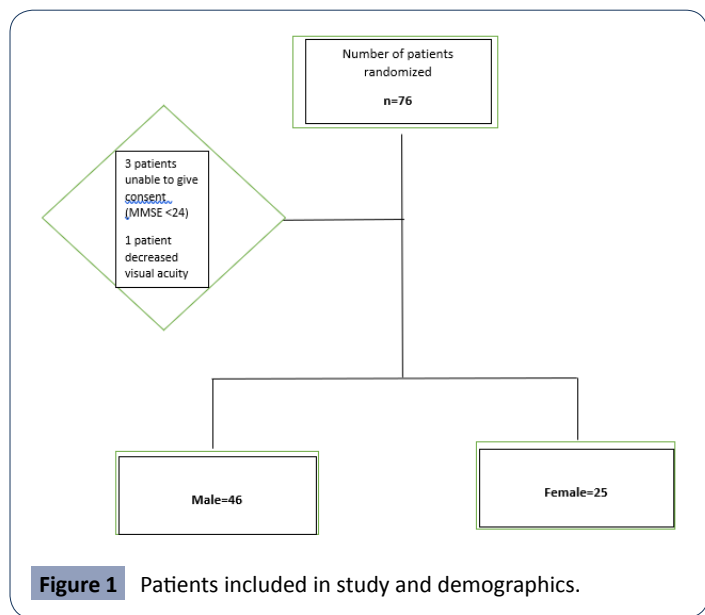 Number of patients
randomized
n=76
3 patients
unable to give
consent
(MMSE <24)
1 patient
decreased
visual acuity
Male=46
Female=25
Figure 1 Patients included in study and demographics.